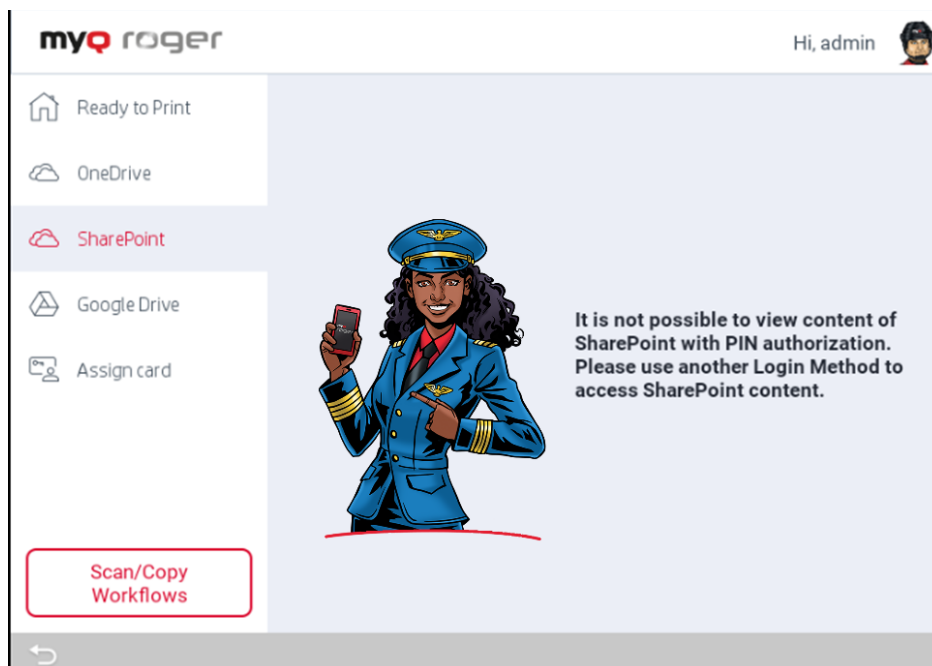 myQ roger
Hi, admin
Ready to Print
OneDrive
SharePoint
Google Drive
Assign card
It is not possible to view content of
SharePoint with PIN authorization.
Please use another Login Method to
access SharePoint content.
Scan/Copy
Workflows